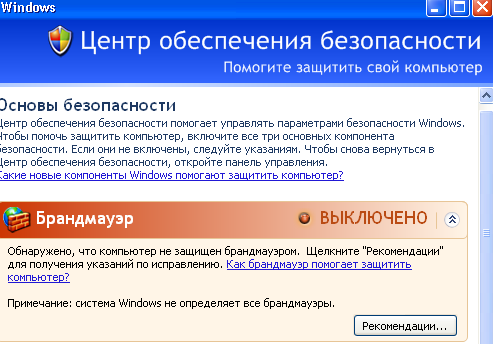 Windows
Центр обеспечения безопасности
Помогите защитить свой компьютер
Основы безопасности
Центр обеспечения безопасности помогает управлять параметрами безопасности Windows.
Чтобы помочь защитить компьютер, включите все три основных компонента
безопасности. Если они не включены, следуйте указаниям. Чтобы снова вернуться в
Центр обеспечения безопасности, откройте панель управления.
Какие новые компоненты Windows помогают защитить компьютер?
Брандмауэр ВЫКЛЮЧЕНО
Обнаружено, что компьютер не защищен брандмауэром. Щелкните "Рекомендации"
для получения указаний по исправлению. Как брандмауэр помогает защитить
компьютер?
Примечание: система Windows не определяет все брандмауэры.
Рекомендации...